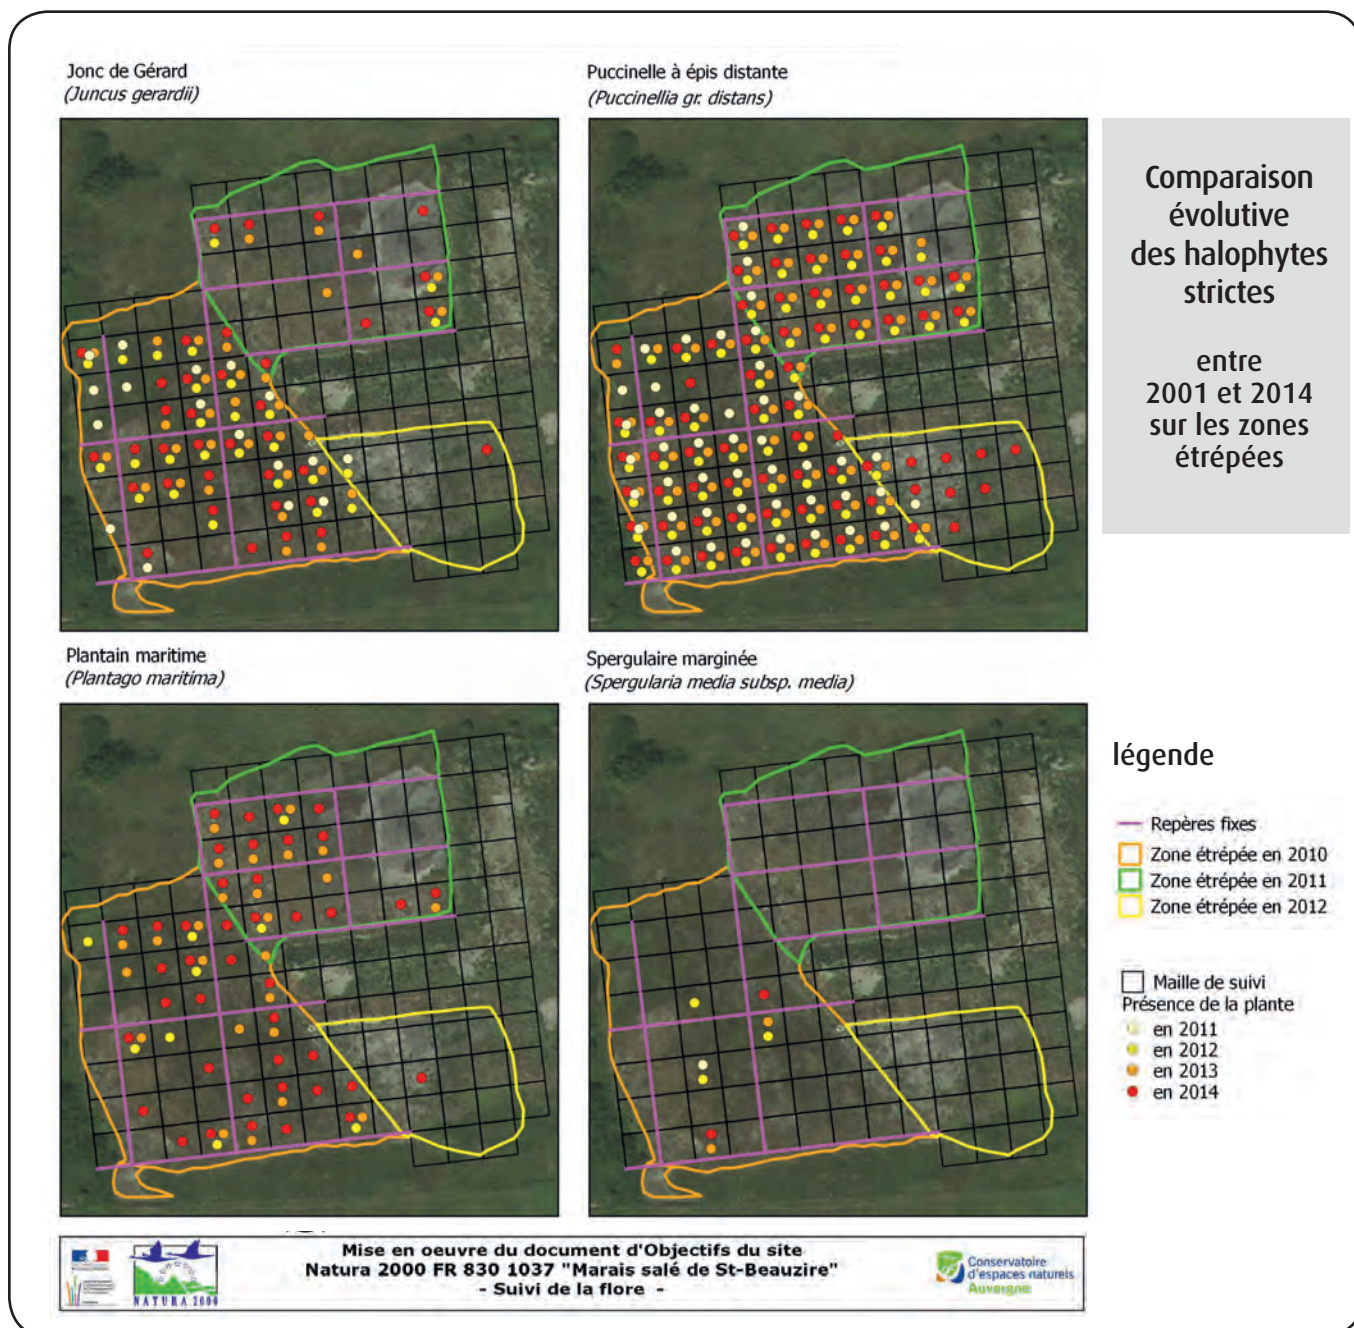 Jonc de Gérard
(Juncus gerardii)
Puccinelle à épis distante
(Puccinellia gr. distans)
Comparaison
évolutive
des halophytes
strictes
entre
2001 et 2014
sur les zones
étrépées
Plantain maritime
(Plantago maritima)
Spergulaire marginée
(Spergularia media subsp. media)
légende
Repères fixes
Zone étrépée en 2010
Zone étrépée en 2011
Zone étrépée en 2012
Maille de suivi
Présence de la plante
en 2011
en 2012
en 2013
en 2014
Mise en oeuvre du document d'Objectifs du site
Natura 2000 FR 830 1037 "Marais salé de St-Beauzire"
- Suivi de la flore -
NATURA 2000
Conservatoire
d'espaces naturels
Auvergne